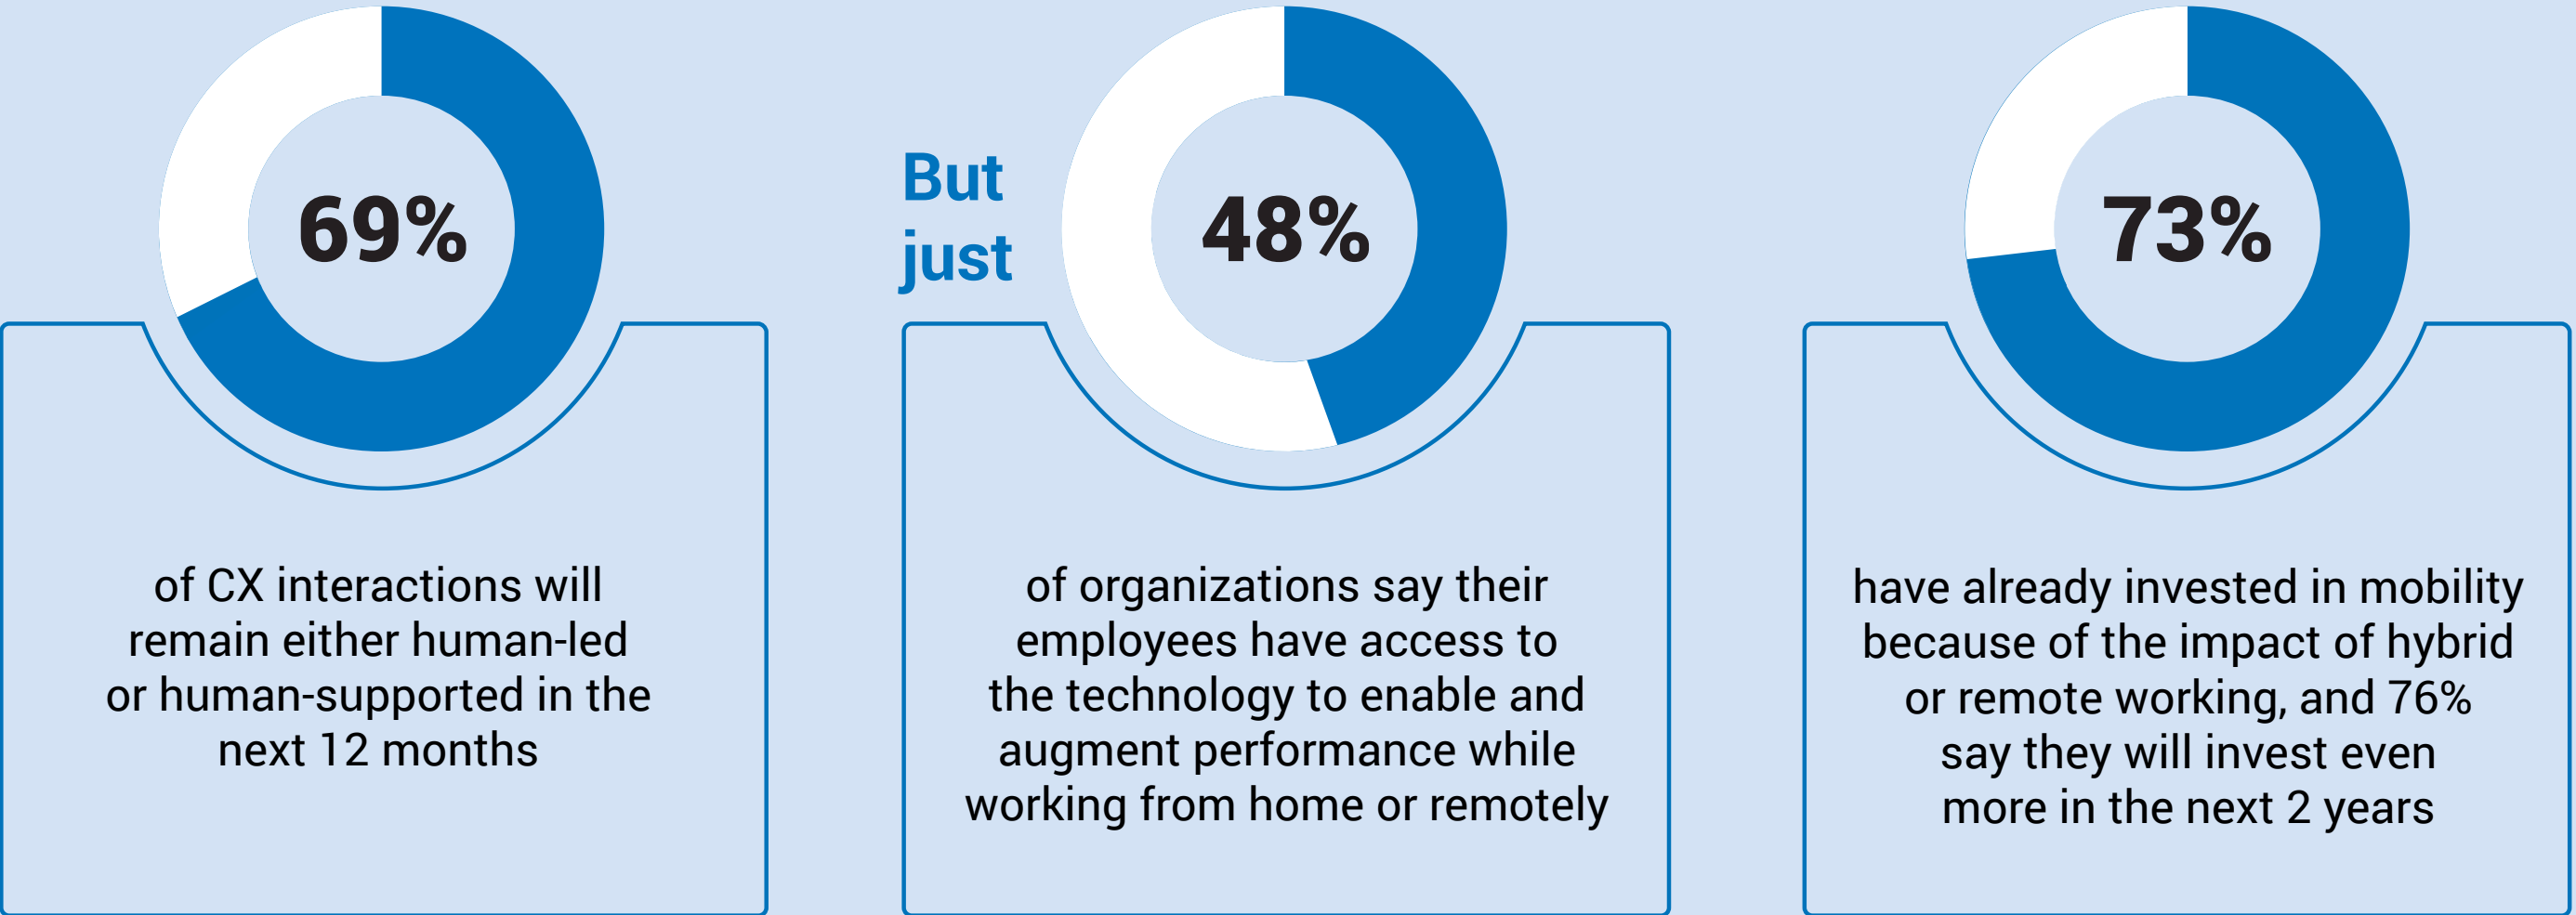 69%
of CX interactions will
remain either human-led
or human-supported in the
next 12 months
But
just
48%
of organizations say their
employees have access to
the technology to enable and
augment performance while
working from home or remotely
73%
have already invested in mobility
because of the impact of hybrid
or remote working, and 76%
say they will invest even
more in the next 2 years